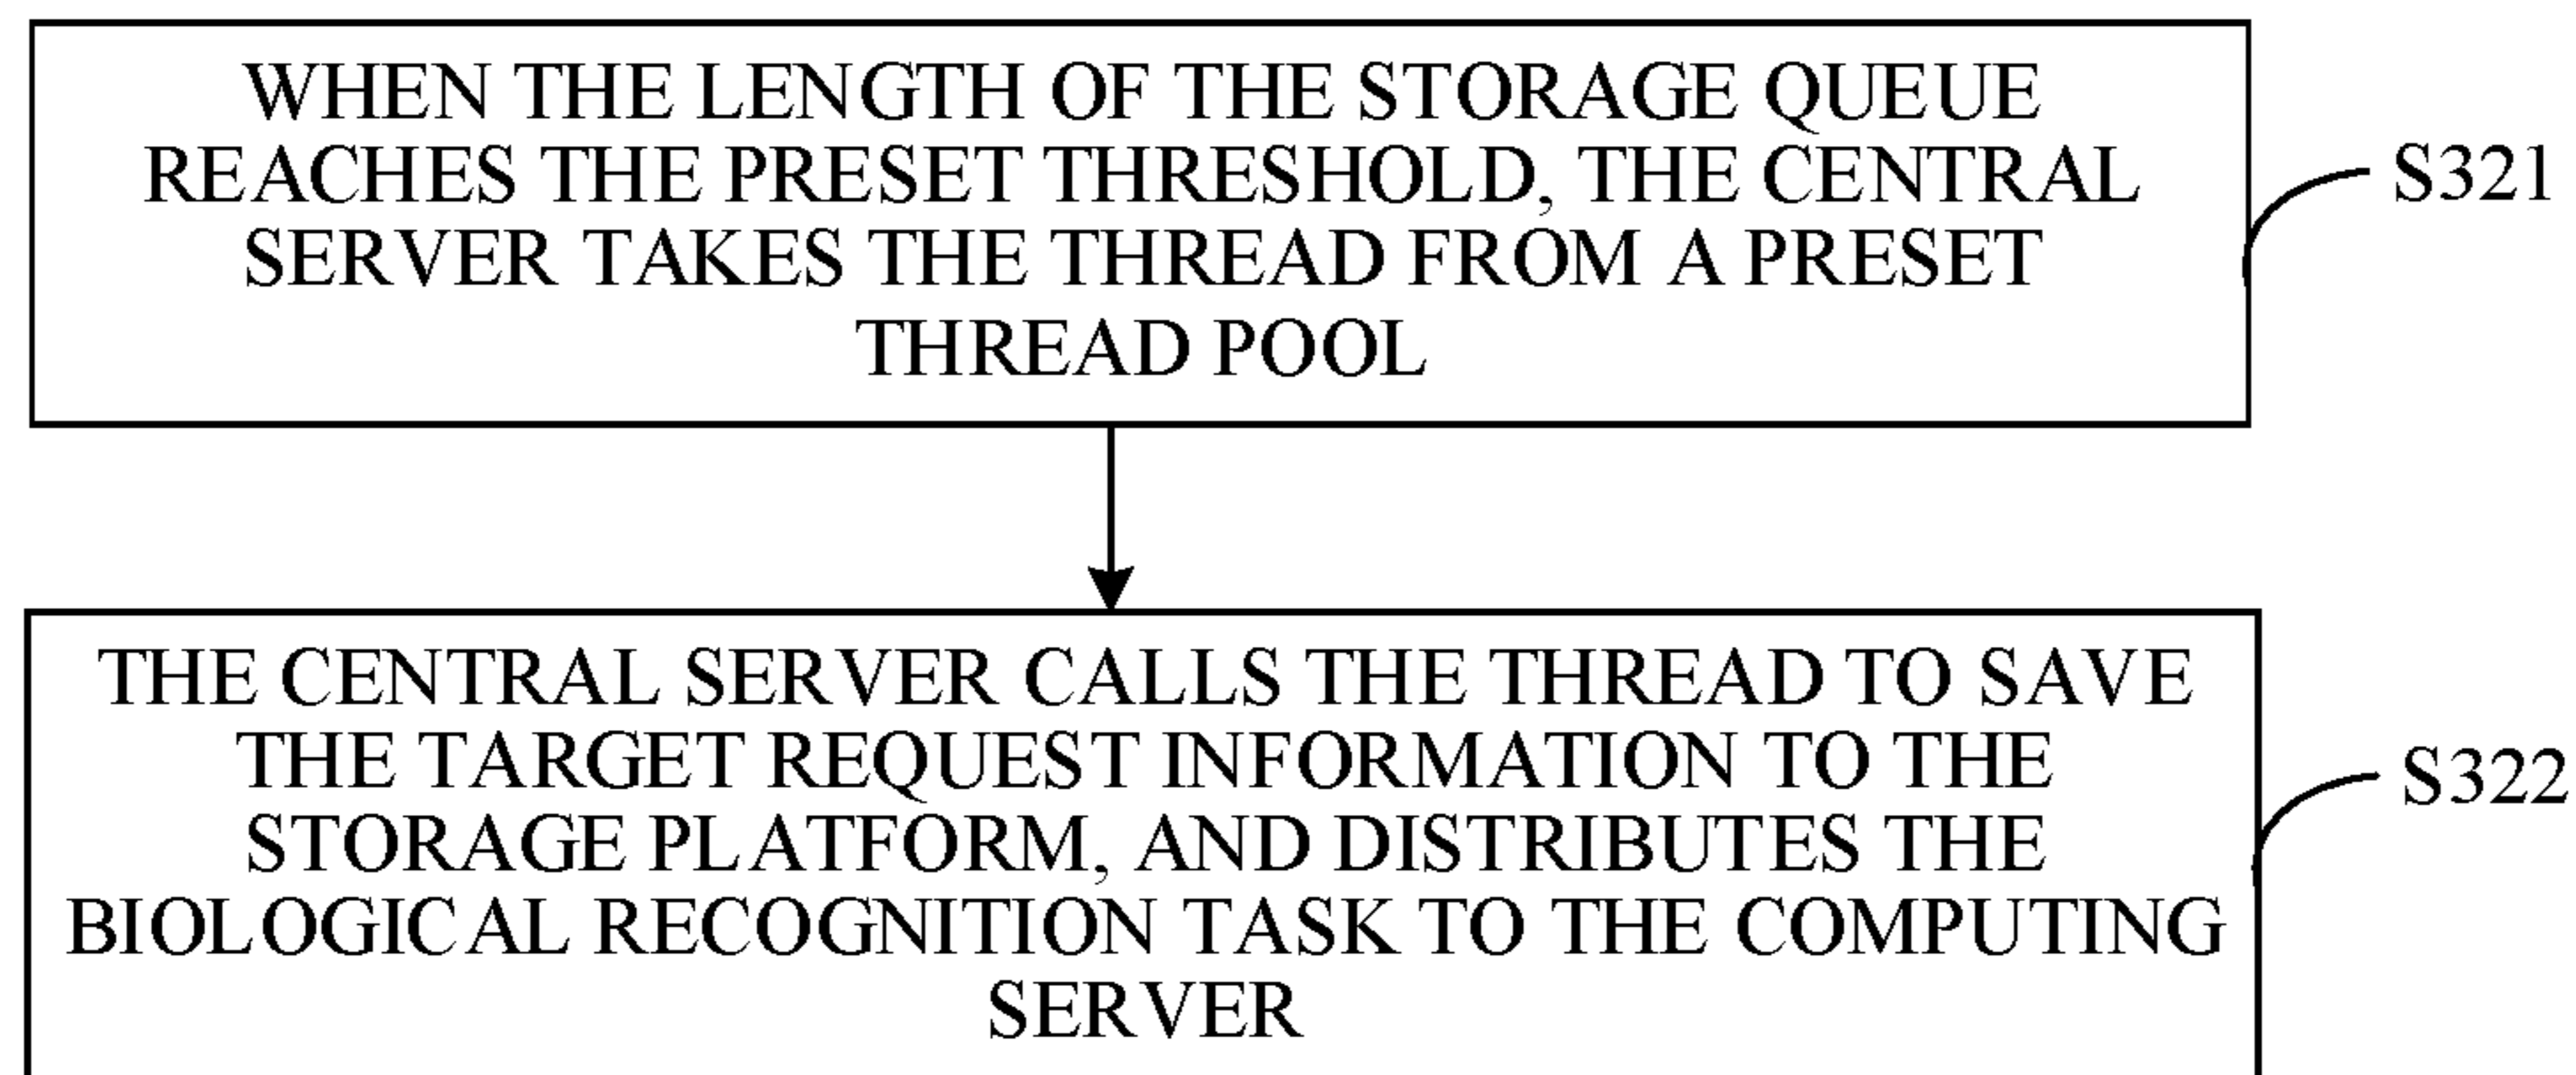 WHEN THE LENGTH OF THE STORAGE QUEUE
REACHES THE PRESET THRESHOLD, THE CENTRAL
SERVER TAKES THE THREAD FROM A PRESET
THREAD POOL
S321
THE CENTRAL SERVER CALLS THE THREAD TO SAVE
THE TARGET REQUEST INFORMATION TO THE
STORAGE PLATFORM, AND DISTRIBUTES THE
BIOLOGICAL RECOGNITION TASK TO THE COMPUTING
SERVER
S322